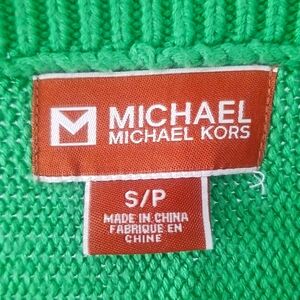 M
MICHAEL
MICHAEL KORS
S/P
MADE IN CHINA
FABRIQUÉ EN
CHINE